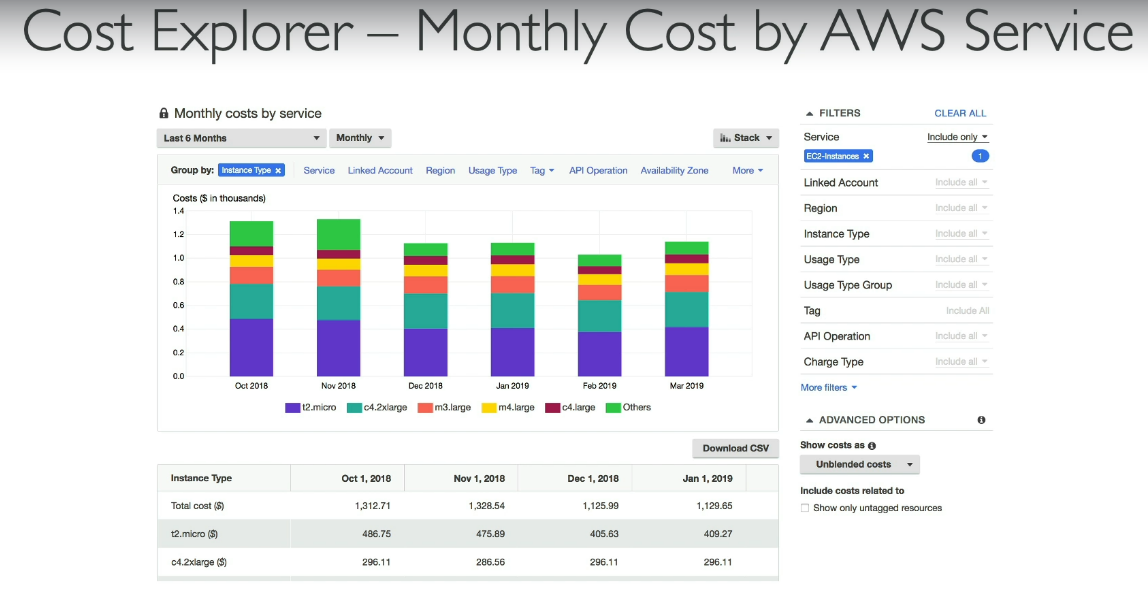 Cost Explorer – Monthly Cost by AWS Service
Monthly costs by service
Last 6 Months Monthly Stack
Group by: Instance Type × Service Linked Account Region Usage Type Tag API Operation Availability Zone More
Costs ($ in thousands)
1.4
1.2
1.0
0.8
0.6
0.4
0.2
0.0
Oct 2018 Nov 2018 Dec 2018 Jan 2019 Feb 2019 Mar 2019
t2.micro c4.2xlarge m3.large m4.large c4.large Others
Download CSV
Instance Type Oct 1, 2018 Nov 1, 2018 Dec 1, 2018 Jan 1, 2019
Total cost ($) 1,312.71 1,328.54 1,125.99 1,129.65
t2.micro ($) 486.75 475.89 405.63 409.27
c4.2xlarge ($) 296.11 286.56 296.11 296.11
FILTERS CLEAR ALL
Service Include only
EC2-Instances × 1
Linked Account Include all
Region Include all
Instance Type Include all
Usage Type Include all
Usage Type Group Include all
Tag Include All
API Operation Include all
Charge Type Include all
More filters
ADVANCED OPTIONS
Show costs as
Unblended costs
Include costs related to
Show only untagged resources